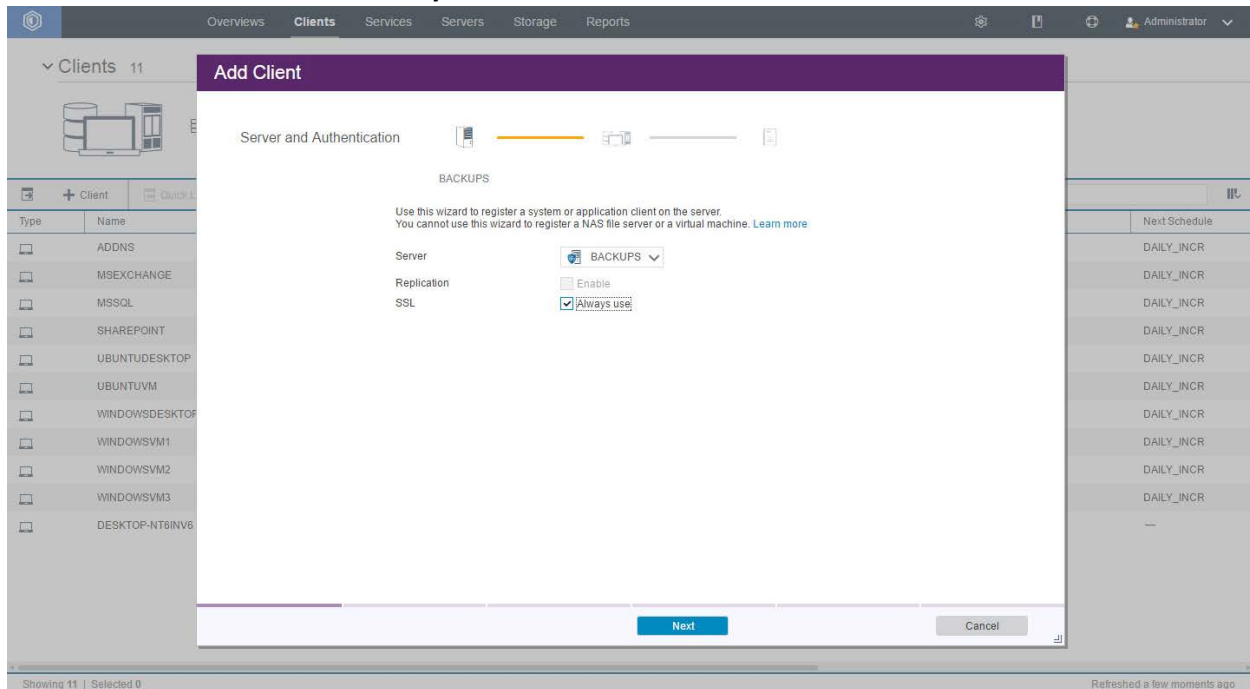 Overviews Clients Services Servers Storage Reports Administrator
Clients 11
Add Client
Server and Authentication
BACKUPS
+ Client
Use this wizard to register a system or application client on the server.
You cannot use this wizard to register a NAS file server or a virtual machine. Learn more
Server BACKUPS
Replication Enable
SSL Always use
Type Name Next Schedule
ADDNS DAILY_INCR
MSEXCHANGE DAILY_INCR
MSSQL DAILY_INCR
SHAREPOINT DAILY_INCR
UBUNTUDESKTOP DAILY_INCR
UBUNTUVM DAILY_INCR
WINDOWSDESKTOP DAILY_INCR
WINDOWSVM1 DAILY_INCR
WINDOWSVM2 DAILY_INCR
WINDOWSVM3 DAILY_INCR
DESKTOP-NT6INV6 —
Next Cancel
Showing 11 | Selected 0 Refreshed a few moments ago